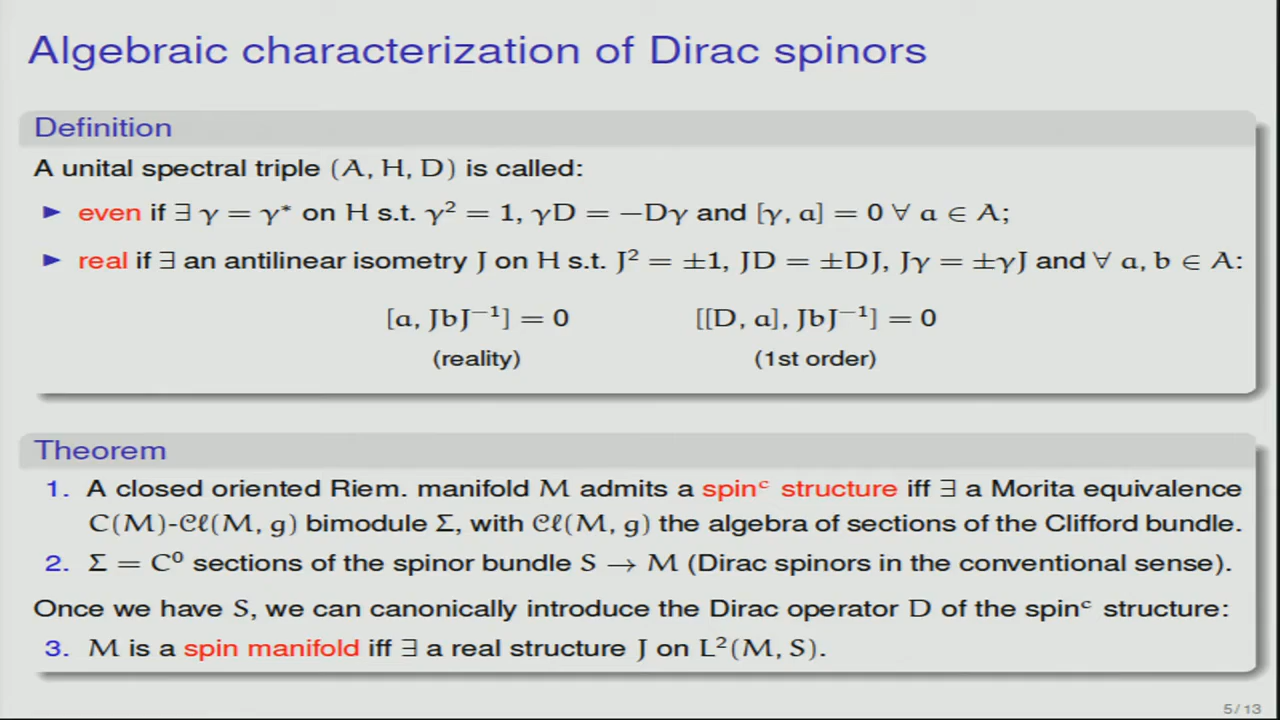 Algebraic characterization of Dirac spinors
Definition
A unital spectral triple (A, H, D) is called:
► even if ∃ γ = γ* on H s.t. γ² = 1, γD = −Dγ and [γ, a] = 0 ∀ a ∈ A;
► real if ∃ an antilinear isometry J on H s.t. J² = ±1, JD = ±DJ, Jγ = ±γJ and ∀ a, b ∈ A:
[a, JbJ⁻¹] = 0 [[D, a], JbJ⁻¹] = 0
(reality) (1st order)
Theorem
1. A closed oriented Riem. manifold M admits a spinᶜ structure iff ∃ a Morita equivalence
C(M)-Cℓ(M, g) bimodule Σ, with Cℓ(M, g) the algebra of sections of the Clifford bundle.
2. Σ = C⁰ sections of the spinor bundle S → M (Dirac spinors in the conventional sense).
Once we have S, we can canonically introduce the Dirac operator D of the spinᶜ structure:
3. M is a spin manifold iff ∃ a real structure J on L²(M, S).
5 / 13